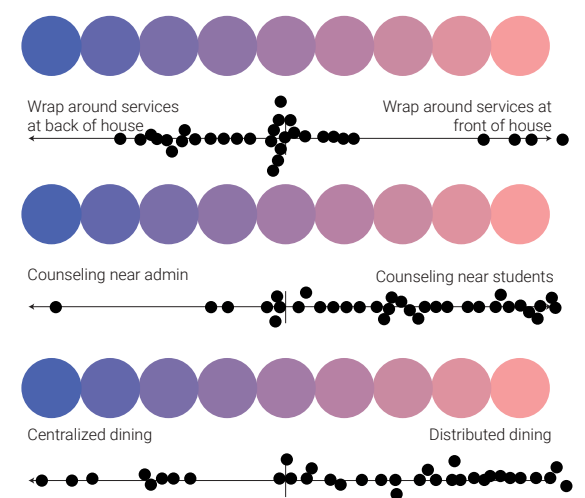 Wrap around services
at back of house
Wrap around services at
front of house
Counseling near admin
Counseling near students
Centralized dining
Distributed dining